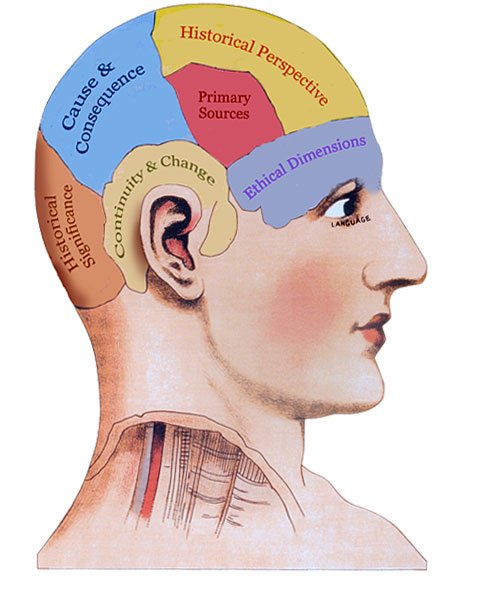 Historical Perspective
Cause &
Consequence
Primary
Sources
Ethical Dimensions
Continuity & Change
Historical
Significance
LANGUAGE